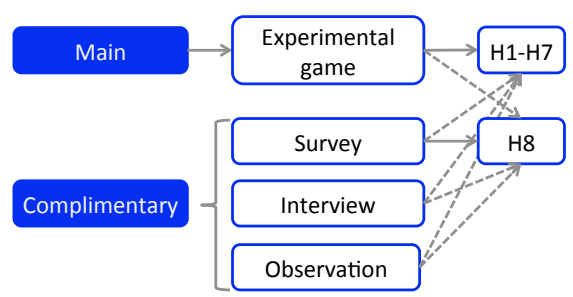 Main
Experimental
game
H1-H7
Survey
H8
Complimentary
Interview
Observation